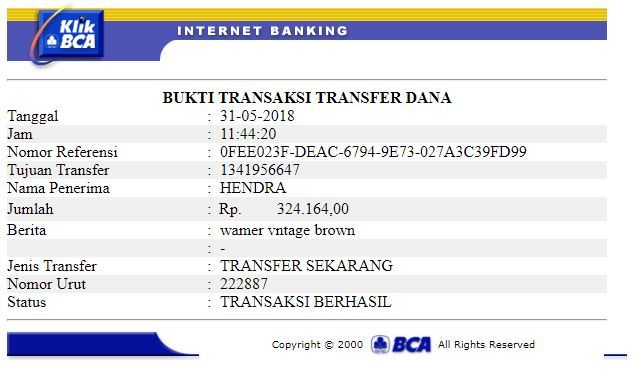 Klik
BCA
INTERNET BANKING
BUKTI TRANSAKSI TRANSFER DANA
Tanggal : 31-05-2018
Jam : 11:44:20
Nomor Referensi : 0FEE023F-DEAC-6794-9E73-027A3C39FD99
Tujuan Transfer : 1341956647
Nama Penerima : HENDRA
Jumlah : Rp. 324.164,00
Berita : wamer vntage brown
: -
Jenis Transfer : TRANSFER SEKARANG
Nomor Urut : 222887
Status : TRANSAKSI BERHASIL
Copyright © 2000 BCA All Rights Reserved